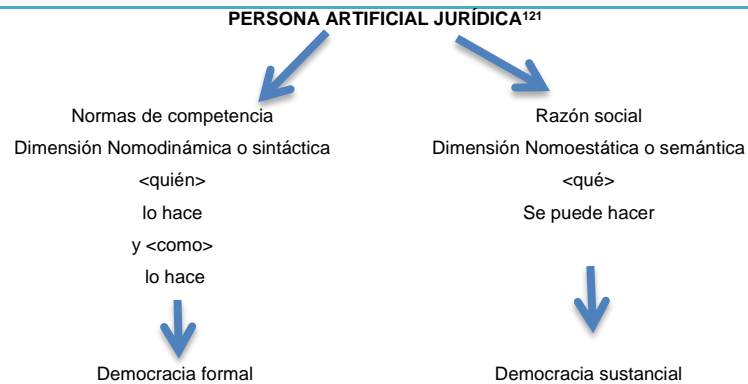 PERSONA ARTIFICIAL JURÍDICA¹²¹
Normas de competencia
Dimensión Nomodinámica o sintáctica
<quién>
lo hace
y <como>
lo hace
Democracia formal
Razón social
Dimensión Nomoestática o semántica
<qué>
Se puede hacer
Democracia sustancial